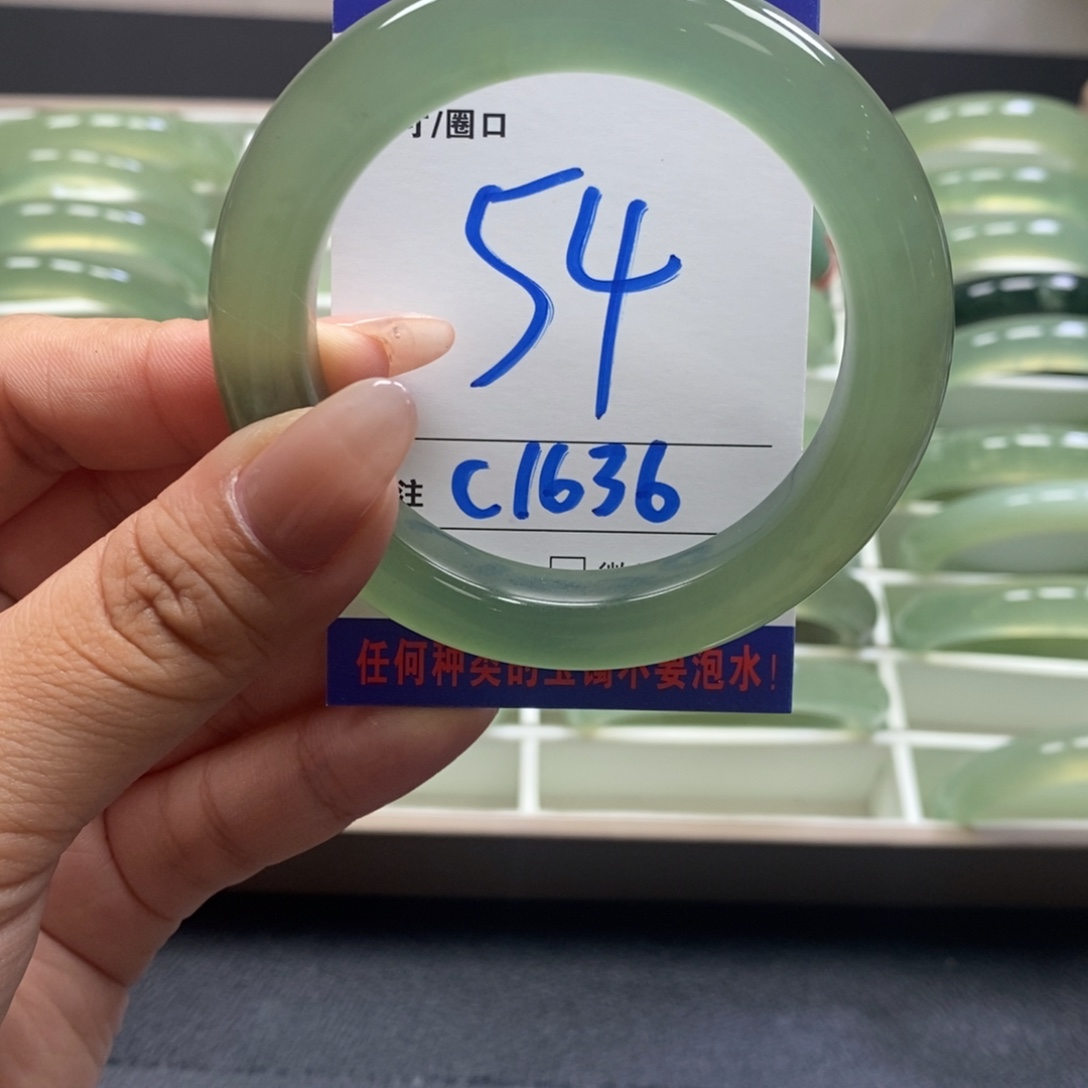 寸/圈口
54
注 C1636
任何种类的玉镯不要泡水!